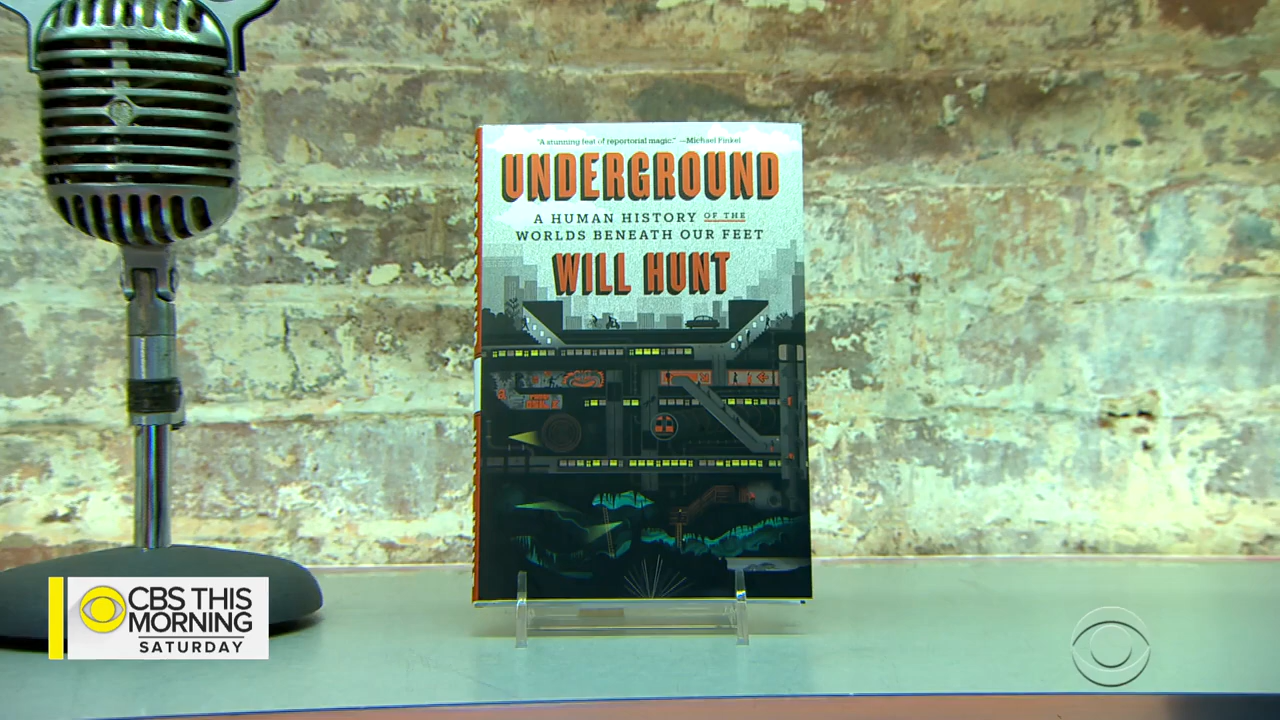 "A stunning feat of reportorial magic." —Michael Finkel
UNDERGROUND
A HUMAN HISTORY OF THE
WORLDS BENEATH OUR FEET
WILL HUNT
CBS THIS
MORNING
SATURDAY